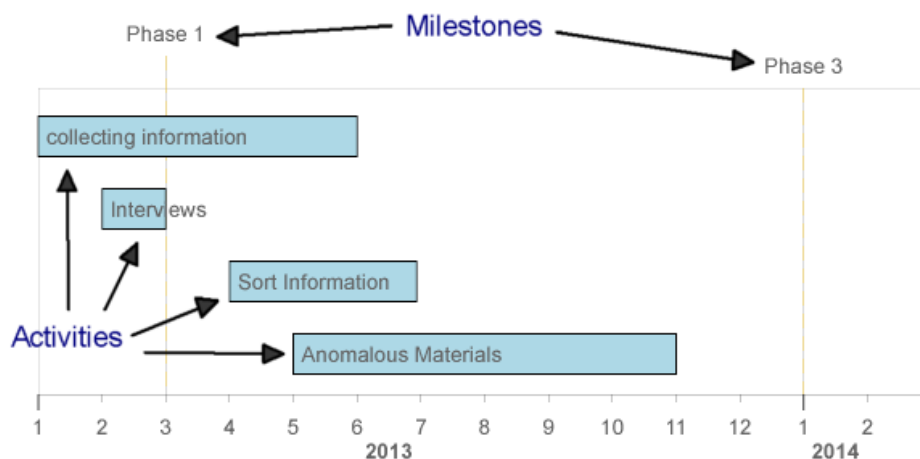 Milestones
Phase 1
Phase 3
collecting information
Interviews
Sort Information
Activities
Anomalous Materials
1 2 3 4 5 6 7 8 9 10 11 12 1 2
2013 2014